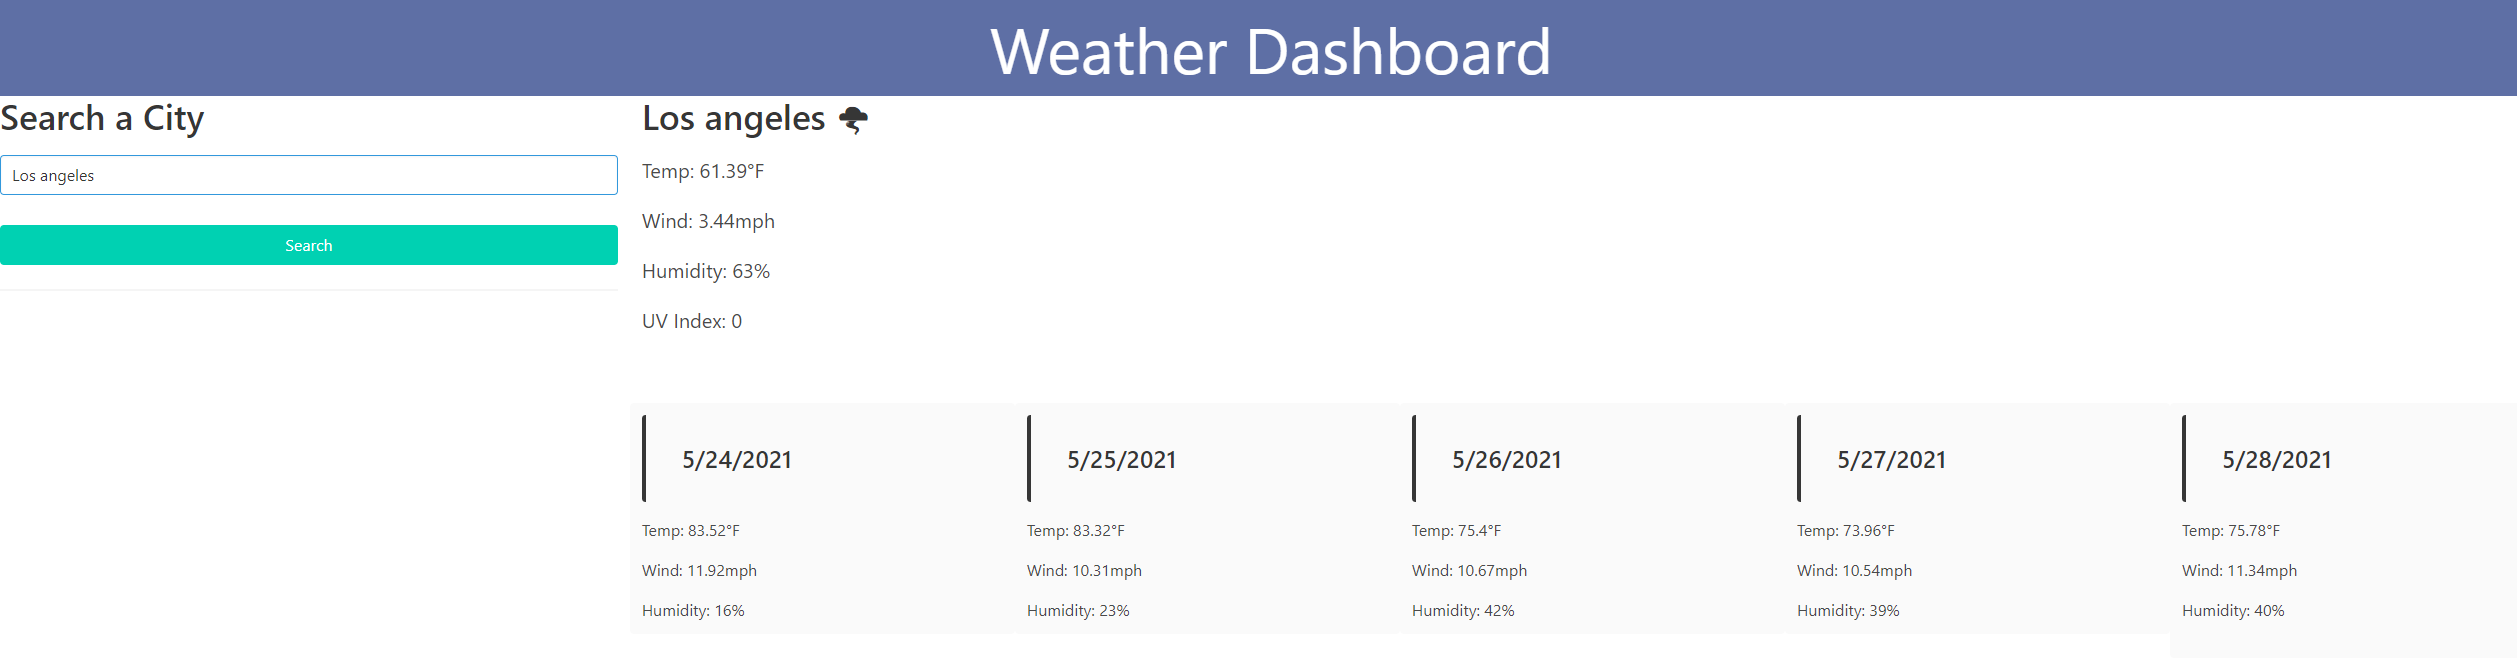 Weather Dashboard
Search a City
Los angeles
Search
Los angeles
Temp: 61.39°F
Wind: 3.44mph
Humidity: 63%
UV Index: 0
5/24/2021
Temp: 83.52°F
Wind: 11.92mph
Humidity: 16%
5/25/2021
Temp: 83.32°F
Wind: 10.31mph
Humidity: 23%
5/26/2021
Temp: 75.4°F
Wind: 10.67mph
Humidity: 42%
5/27/2021
Temp: 73.96°F
Wind: 10.54mph
Humidity: 39%
5/28/2021
Temp: 75.78°F
Wind: 11.34mph
Humidity: 40%